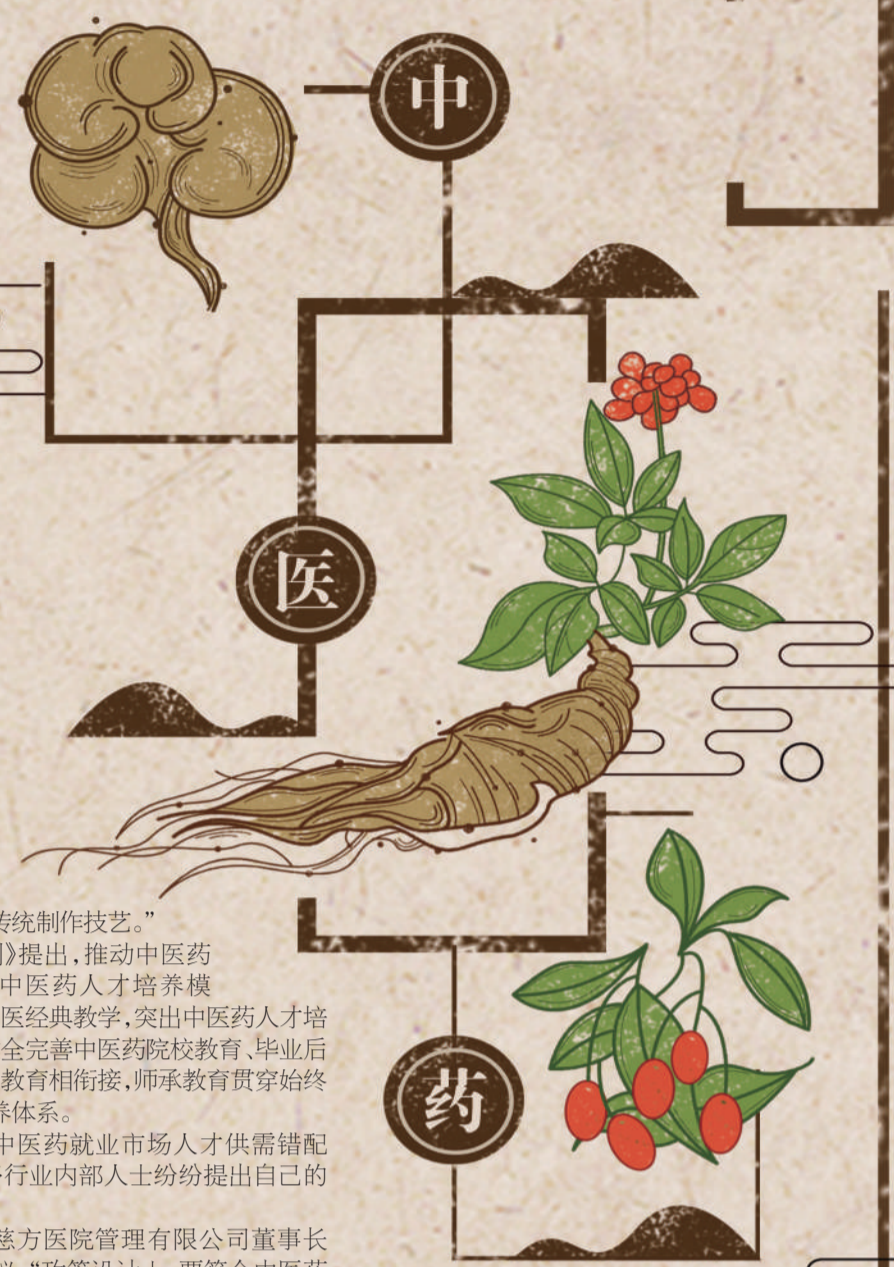 中
医
药
传统制作技艺。”
》提出,推动中医药
中医药人才培养模
医经典教学,突出中医药人才培
全完善中医药院校教育、毕业后
教育相衔接,师承教育贯穿始终
养体系。
中医药就业市场人才供需错配
行业内部人士纷纷提出自己的
慈方医院管理有限公司董事长